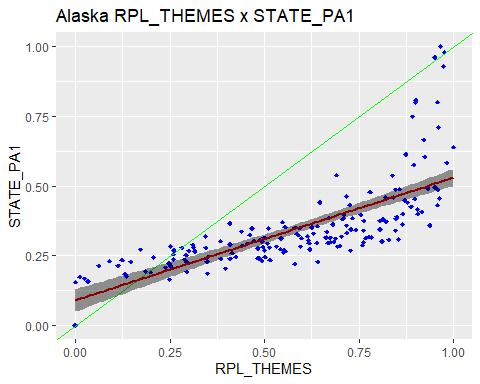 Alaska RPL_THEMES x STATE_PA1
1.00
0.75
0.50
0.25
0.00
STATE_PA1
0.00 0.25 0.50 0.75 1.00
RPL_THEMES